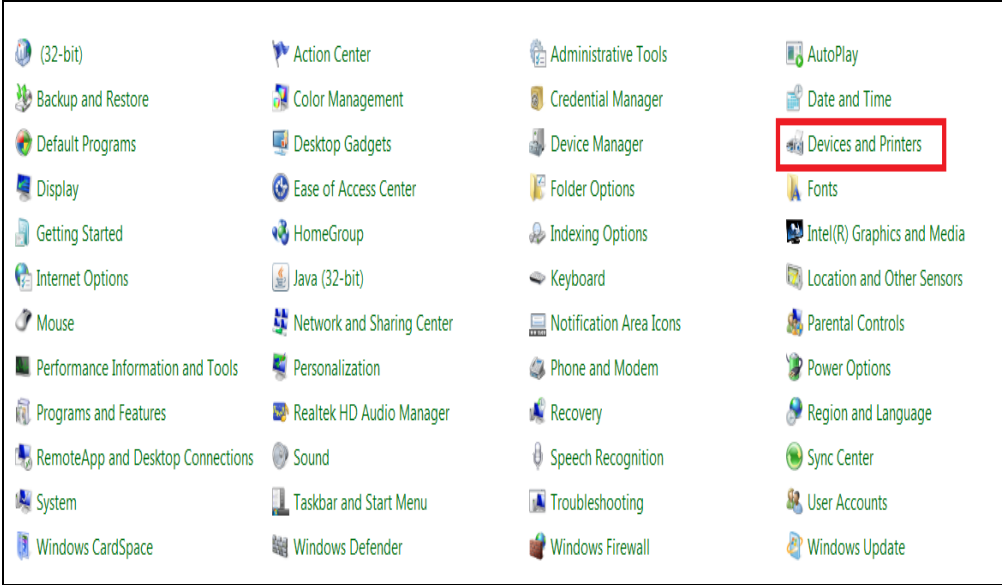 (32-bit) Action Center Administrative Tools AutoPlay
Backup and Restore Color Management Credential Manager Date and Time
Default Programs Desktop Gadgets Device Manager Devices and Printers
Display Ease of Access Center Folder Options Fonts
Getting Started HomeGroup Indexing Options Intel(R) Graphics and Media
Internet Options Java (32-bit) Keyboard Location and Other Sensors
Mouse Network and Sharing Center Notification Area Icons Parental Controls
Performance Information and Tools Personalization Phone and Modem Power Options
Programs and Features Realtek HD Audio Manager Recovery Region and Language
RemoteApp and Desktop Connections Sound Speech Recognition Sync Center
System Taskbar and Start Menu Troubleshooting User Accounts
Windows CardSpace Windows Defender Windows Firewall Windows Update